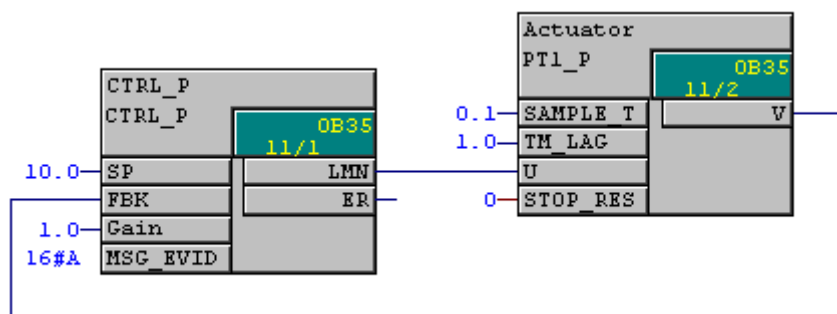 Actuator
PT1_P
OB35
11/2
0.1 SAMPLE_T V
1.0 TM_LAG
U
0 STOP_RES
CTRL_P
CTRL_P
OB35
11/1
10.0 SP LMN
FBK ER
1.0 Gain
16#A MSG_EVID